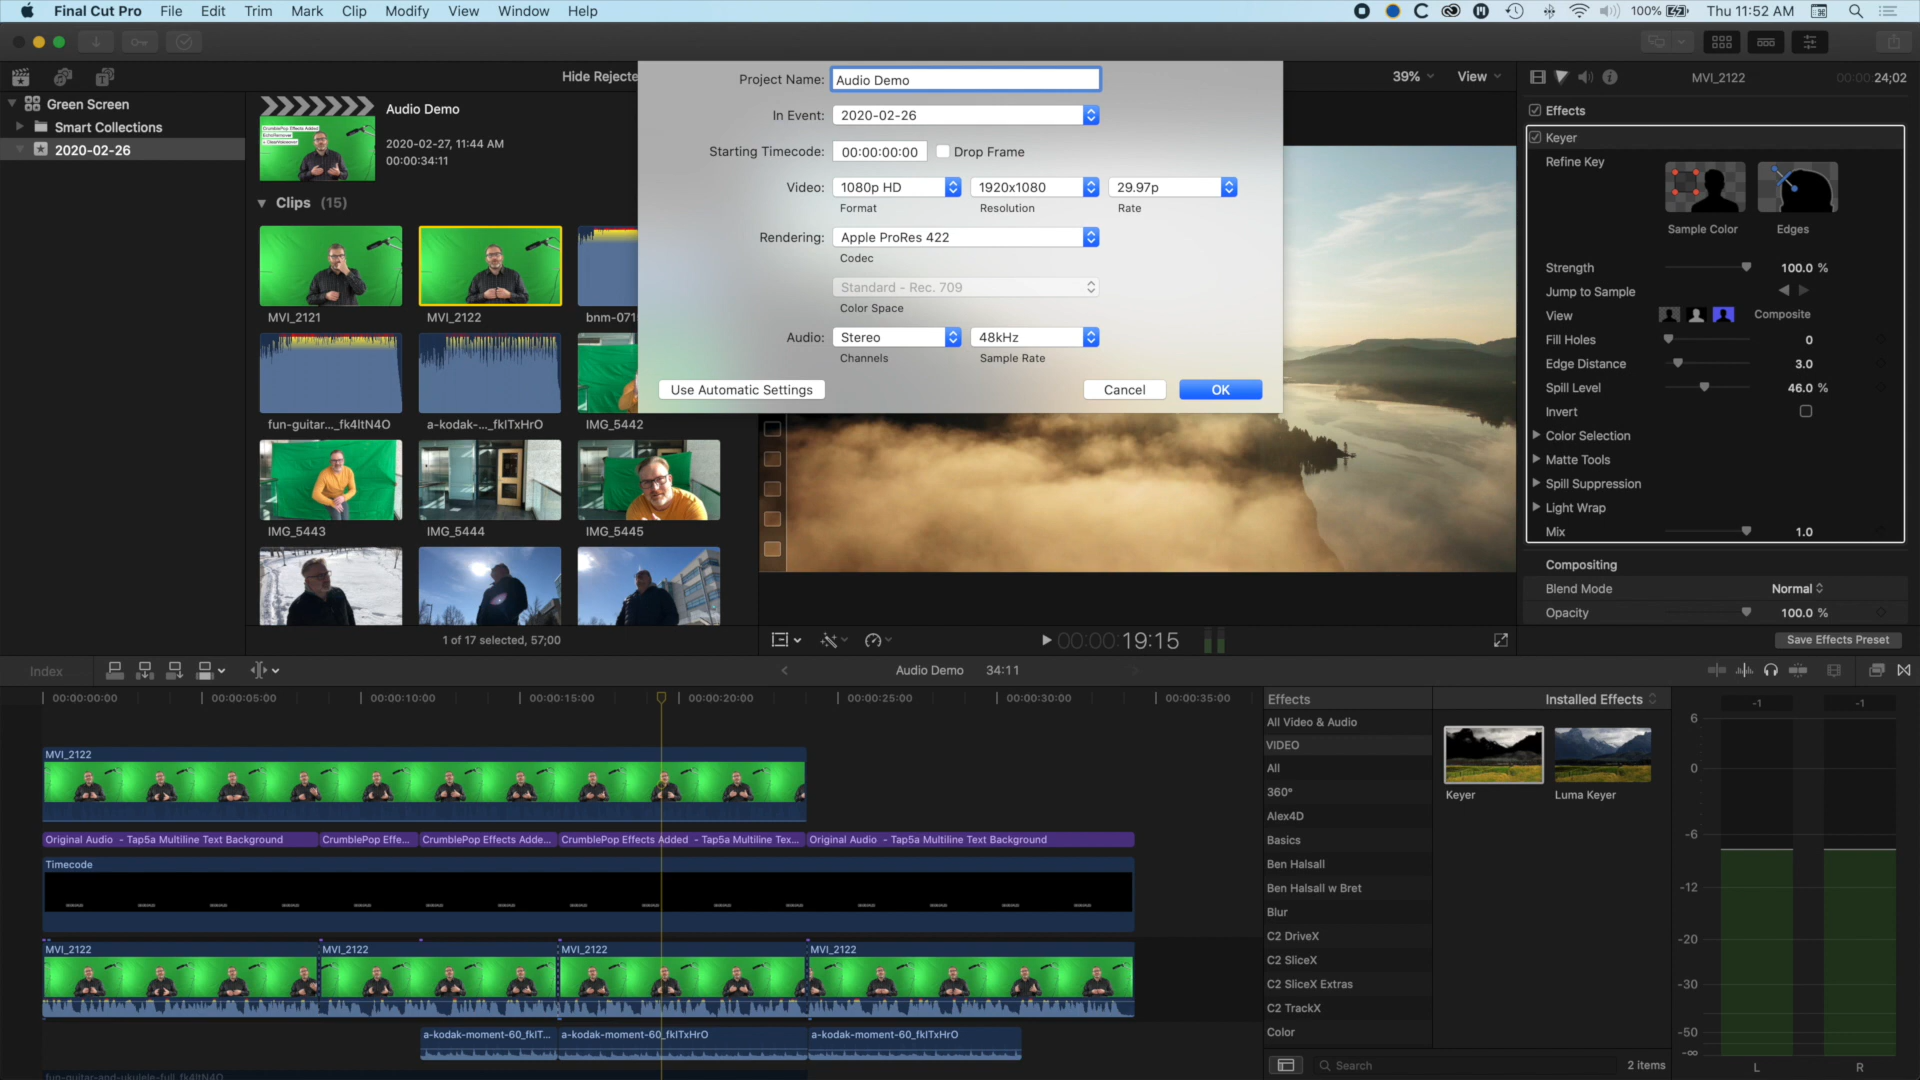 Final Cut Pro File Edit Trim Mark Clip Modify View Window Help 100% Thu 11:52 AM
Hide Rejecte 39% View MVI_2122 00:00:24;02
Green Screen
Smart Collections
2020-02-26
Audio Demo
2020-02-27, 11:44 AM
00:00:34:11
CrumblePop Effects Added
EchoRemover
Clips (15)
MVI_2121 MVI_2122 bnm-071
fun-guitar..._fk4ltN4O a-kodak-..._fkITxHrO IMG_5442
IMG_5443 IMG_5444 IMG_5445
1 of 17 selected, 57;00
Project Name: Audio Demo
In Event: 2020-02-26
Starting Timecode: 00:00:00:00 Drop Frame
Video: 1080p HD 1920x1080 29.97p
Format Resolution Rate
Rendering: Apple ProRes 422
Codec
Standard - Rec. 709
Color Space
Audio: Stereo 48kHz
Channels Sample Rate
Use Automatic Settings Cancel OK
00:00:19:15
Effects
Keyer
Refine Key
Sample Color Edges
Strength 100.0 %
Jump to Sample
View Composite
Fill Holes 0
Edge Distance 3.0
Spill Level 46.0 %
Invert
Color Selection
Matte Tools
Spill Suppression
Light Wrap
Mix 1.0
Compositing
Blend Mode Normal
Opacity 100.0 %
Save Effects Preset
Index Audio Demo 34:11
00:00:00:00 00:00:05:00 00:00:10:00 00:00:15:00 00:00:20:00 00:00:25:00 00:00:30:00 00:00:35:00
MVI_2122
Original Audio - Tap5a Multiline Text Background CrumblePop Effe... CrumblePop Effects Adde... CrumblePop Effects Added - Tap5a Multiline Tex... Original Audio - Tap5a Multiline Text Background
Timecode
MVI_2122 MVI_2122 MVI_2122 MVI_2122
a-kodak-moment-60_fkIT... a-kodak-moment-60_fkITxHrO a-kodak-moment-60_fkITxHrO
fun-guitar-and-ukulele-full_fk4ltN4O
Effects Installed Effects
All Video & Audio
VIDEO
All
360°
Alex4D
Basics
Ben Halsall
Ben Halsall w Bret
Blur
C2 DriveX
C2 SliceX
C2 SliceX Extras
C2 TrackX
Color
Keyer Luma Keyer
Search 2 items
-1 -1
6
0
-6
-12
-20
-30
-50
-∞
L R